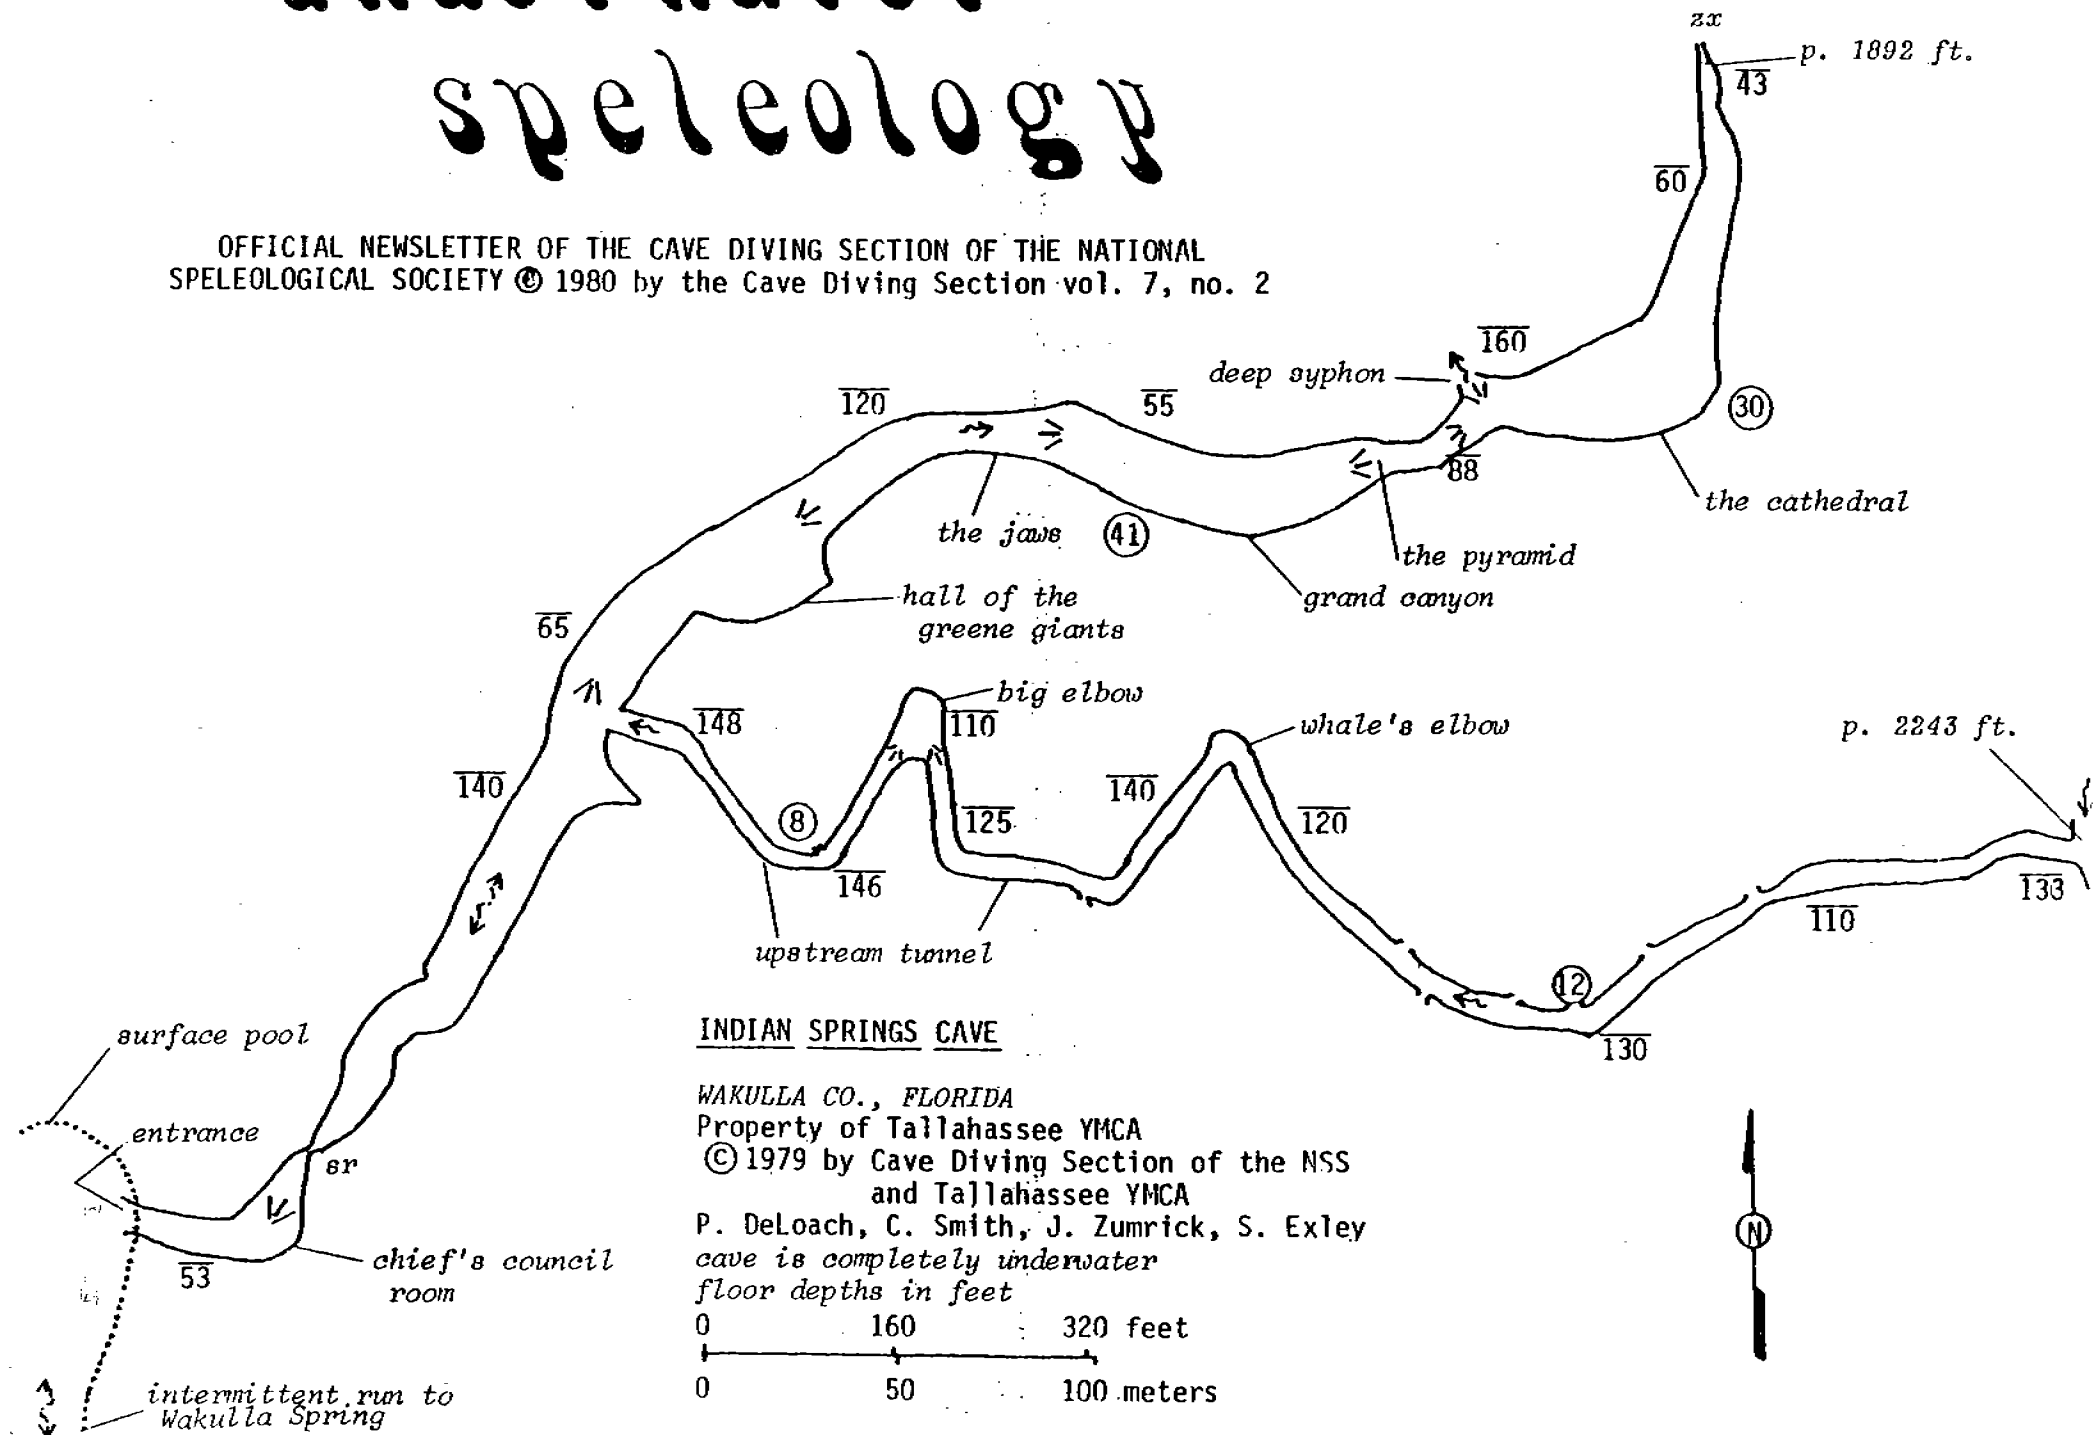 speleology
OFFICIAL NEWSLETTER OF THE CAVE DIVING SECTION OF THE NATIONAL
SPELEOLOGICAL SOCIETY © 1980 by the Cave Diving Section vol. 7, no. 2
zx
p. 1892 ft.
43
60
160
deep syphon
120
55
30
88
the cathedral
the jaws
41
the pyramid
hall of the
greene giants
grand canyon
65
big elbow
148
110
whale's elbow
p. 2243 ft.
140
140
8
125
120
146
133
110
upstream tunnel
12
130
surface pool
entrance
sr
chief's council
room
53
intermittent run to
Wakulla Spring
INDIAN SPRINGS CAVE
WAKULLA CO., FLORIDA
Property of Tallahassee YMCA
© 1979 by Cave Diving Section of the NSS
and Tallahassee YMCA
P. DeLoach, C. Smith, J. Zumrick, S. Exley
cave is completely underwater
floor depths in feet
0 160 320 feet
0 50 100 meters
N